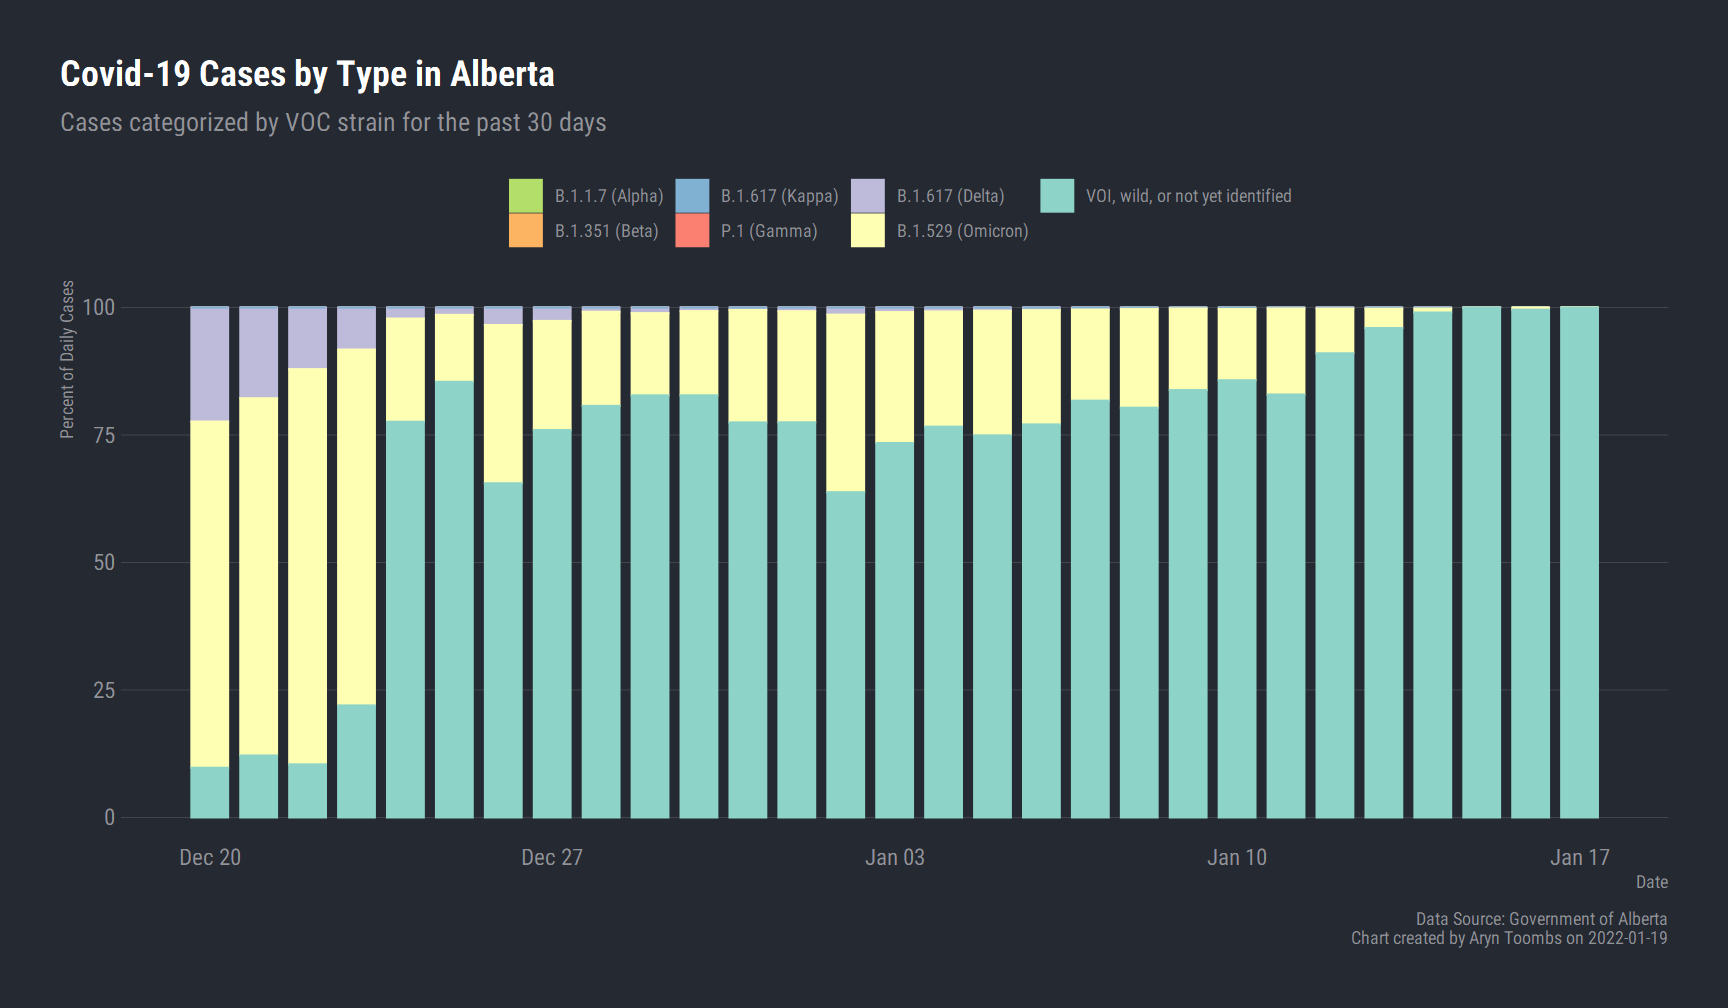 Covid-19 Cases by Type in Alberta
Cases categorized by VOC strain for the past 30 days
B.1.1.7 (Alpha) B.1.617 (Kappa) B.1.617 (Delta) VOI, wild, or not yet identified
B.1.351 (Beta) P.1 (Gamma) B.1.529 (Omicron)
Percent of Daily Cases
100
75
50
25
0
Dec 20 Dec 27 Jan 03 Jan 10 Jan 17
Date
Data Source: Government of Alberta
Chart created by Aryn Toombs on 2022-01-19